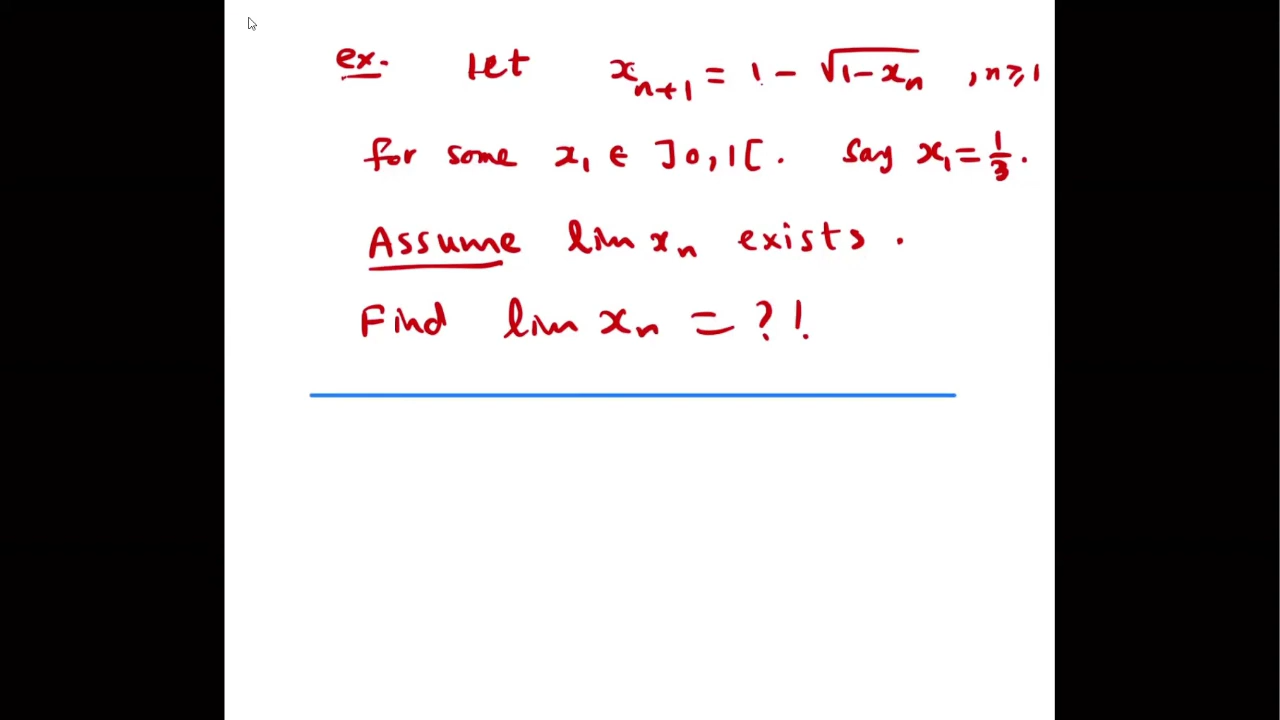 ex. Let x_{n+1} = 1 - √(1-x_n) , n ≥ 1
for some x_1 ∈ ]0,1[. Say x_1 = 1/3.
Assume lim x_n exists.
Find lim x_n = ?!